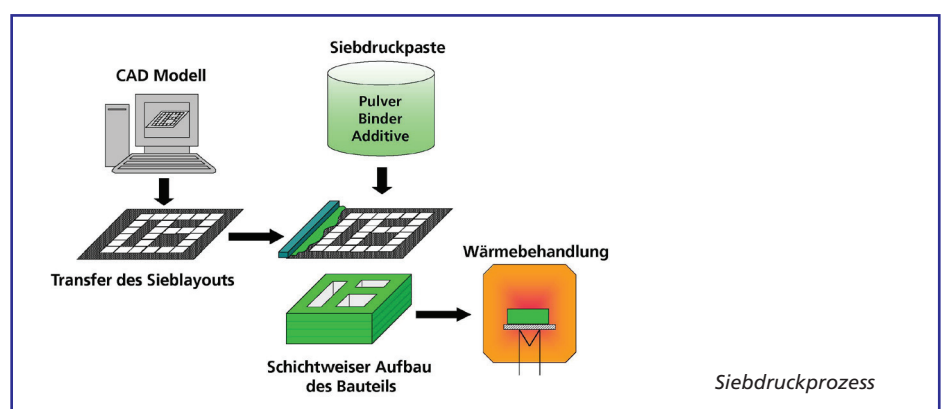 Siebdruckpaste
CAD Modell
Pulver
Binder
Additive
Transfer des Sieblayouts
Wärmebehandlung
Schichtweiser Aufbau
des Bauteils
Siebdruckprozess